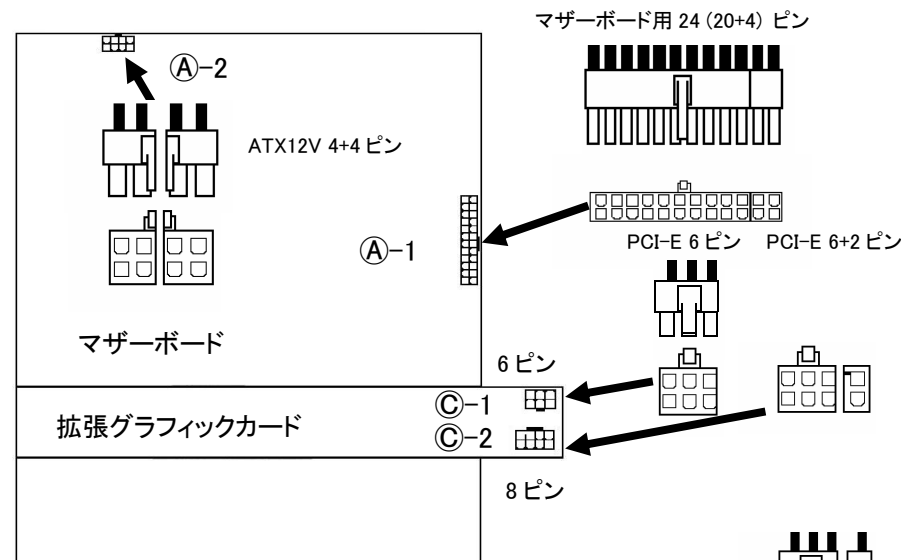 マザーボード用 24 (20+4) ピン
Ⓐ-2
ATX12V 4+4 ピン
Ⓐ-1
PCI-E 6 ピン
PCI-E 6+2 ピン
マザーボード
6 ピン
Ⓒ-1
拡張グラフィックカード
Ⓒ-2
8 ピン